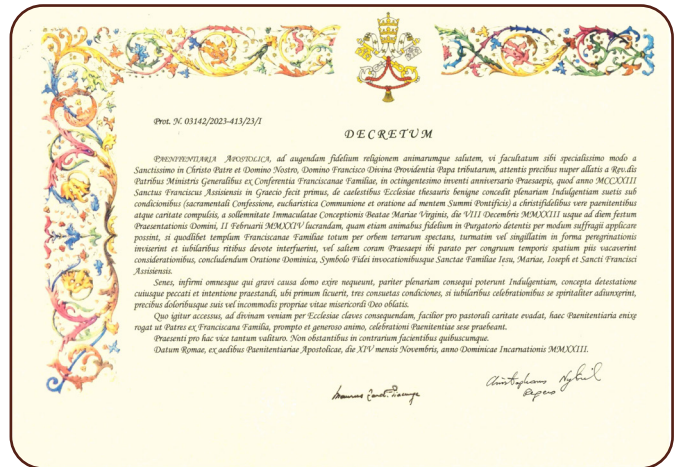 Prot. N. 03142/2023-413/23/I
DECRETUM
PAENITENTIARIA APOSTOLICA, ad augendam fidelium religionem animarumque salutem, vi facultatum sibi specialissimo modo a
Sanctissimo in Christo Patre et Domino Nostro, Domino Francisco Divina Providentia Papa tributarum, attentis precibus nuper allatis a Rev.dis
Patribus Ministris Generalibus ex Conferentia Franciscanae Familiae, in octingentesimo inventi anniversario Praesaepis, quod anno MCCXXIII
Sanctus Franciscus Assisiensis in Graecio fecit primus, de caelestibus Ecclesiae thesauris benigne concedit plenariam Indulgentiam suetis sub
condicionibus (sacramentali Confessione, eucharistica Communione et oratione ad mentem Summi Pontificis) a christifidelibus vere paenitentibus
atque caritate compulsis, a sollemnitate Immaculatae Conceptionis Beatae Mariae Virginis, die VIII Decembris MMXXIII usque ad diem festum
Praesentationis Domini, II Februarii MMXXIV lucrandam, quam etiam animabus fidelium in Purgatorio detentis per modum suffragii applicare
possint, si quodlibet templum Franciscanae Familiae totum per orbem terrarum spectans, turmatim vel singillatim in forma peregrinationis
inviserint et iubilaribus ritibus devote interfuerint, vel saltem coram Praesaepi ibi parato per congruum temporis spatium piis vacaverint
considerationibus, concludendum Oratione Dominica, Symbolo Fidei invocationibusque Sanctae Familiae Iesu, Mariae, Ioseph et Sancti Francisci
Assisiensis.
Senes, infirmi omnesque qui gravi causa domo exire nequeunt, pariter plenariam consequi poterunt Indulgentiam, concepta detestatione
cuiusque peccati et intentione praestandi, ubi primum licuerit, tres consuetas condiciones, si iubilaribus celebrationibus se spiritaliter adiunxerint,
precibus doloribusque suis vel incommodis propriae vitae misericordi Deo oblatis.
Quo igitur accessus, ad divinam veniam per Ecclesiae claves consequendam, facilior pro pastorali caritate evadat, haec Paenitentiaria enixe
rogat ut Patres ex Franciscana Familia, prompto et generoso animo, celebrationi Paenitentiae sese praebeant.
Praesenti pro hac vice tantum valituro. Non obstantibus in contrarium facientibus quibuscumque.
Datum Romae, ex aedibus Paenitentiariae Apostolicae, die XIV mensis Novembris, anno Dominicae Incarnationis MMXXIII.